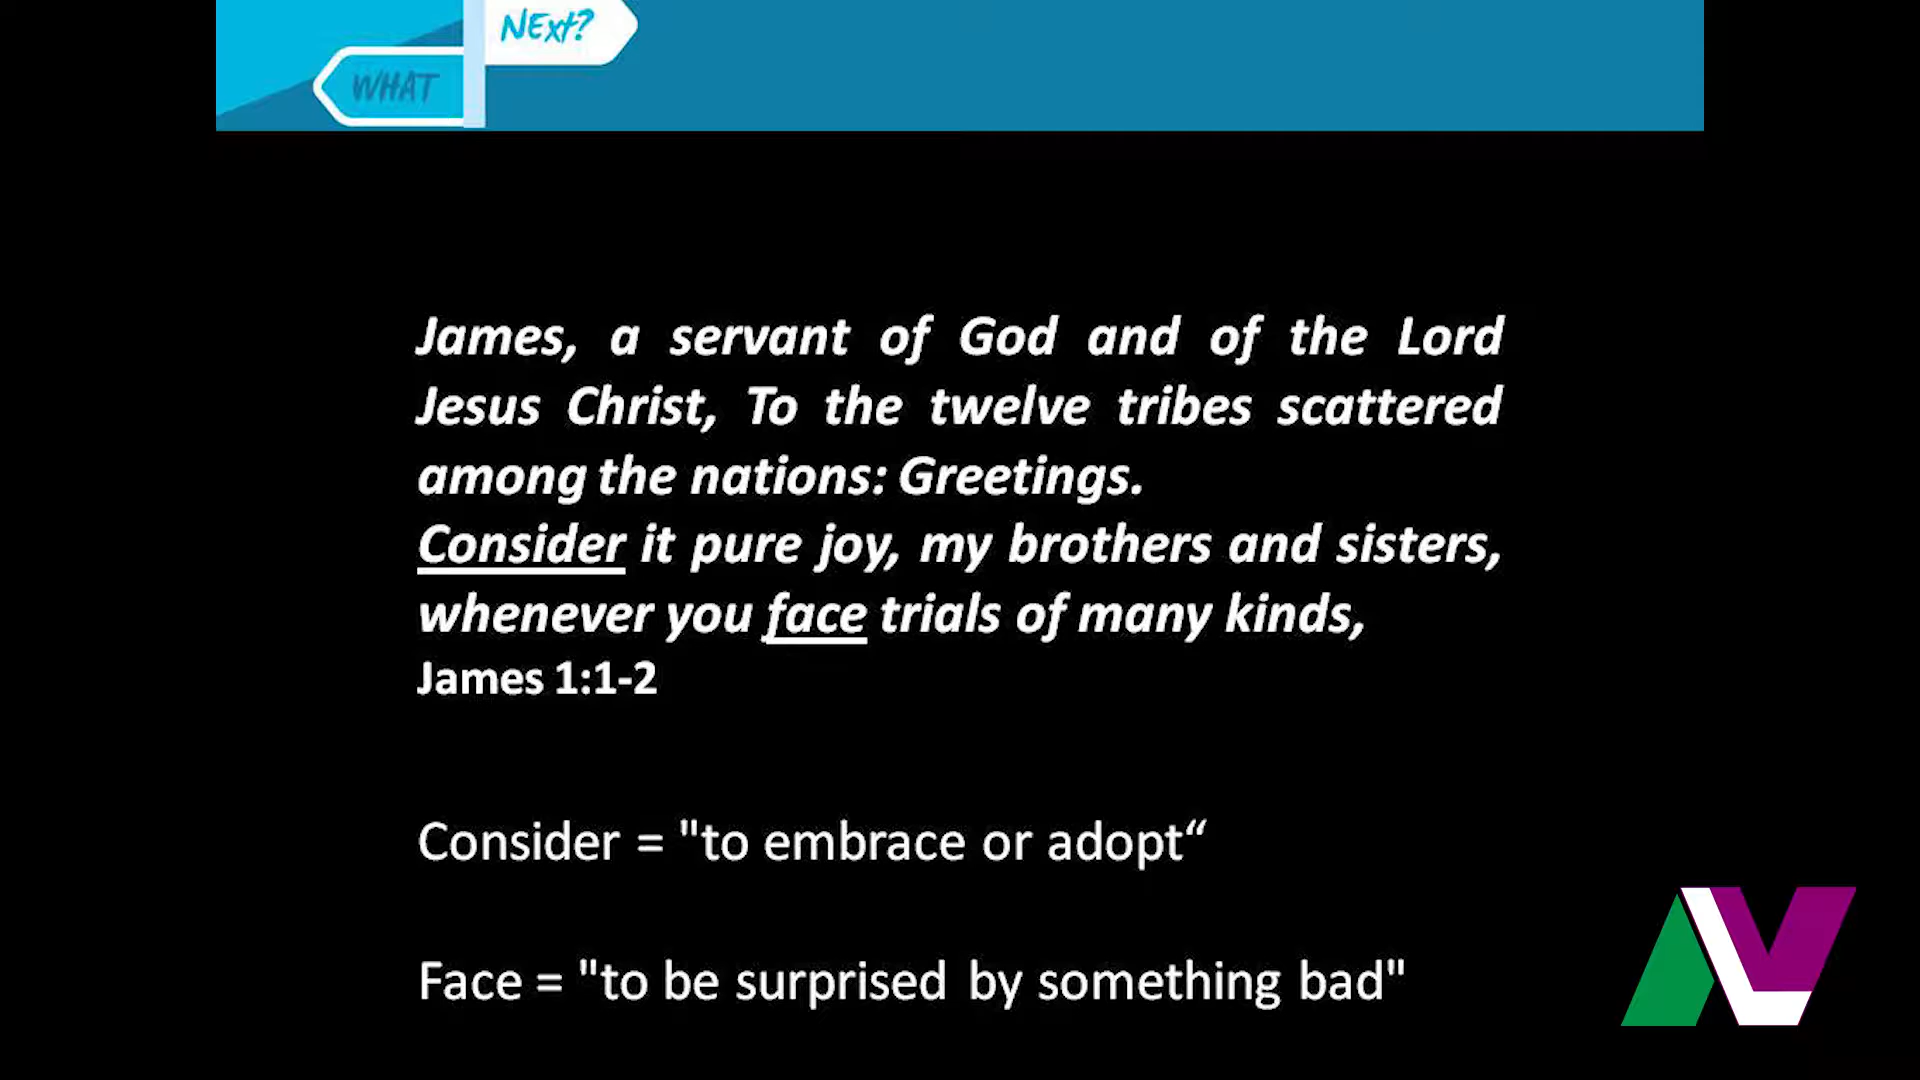 NExt?
WHAT
James, a servant of God and of the Lord
Jesus Christ, To the twelve tribes scattered
among the nations: Greetings.
Consider it pure joy, my brothers and sisters,
whenever you face trials of many kinds,
James 1:1-2
Consider = "to embrace or adopt“
Face = "to be surprised by something bad"